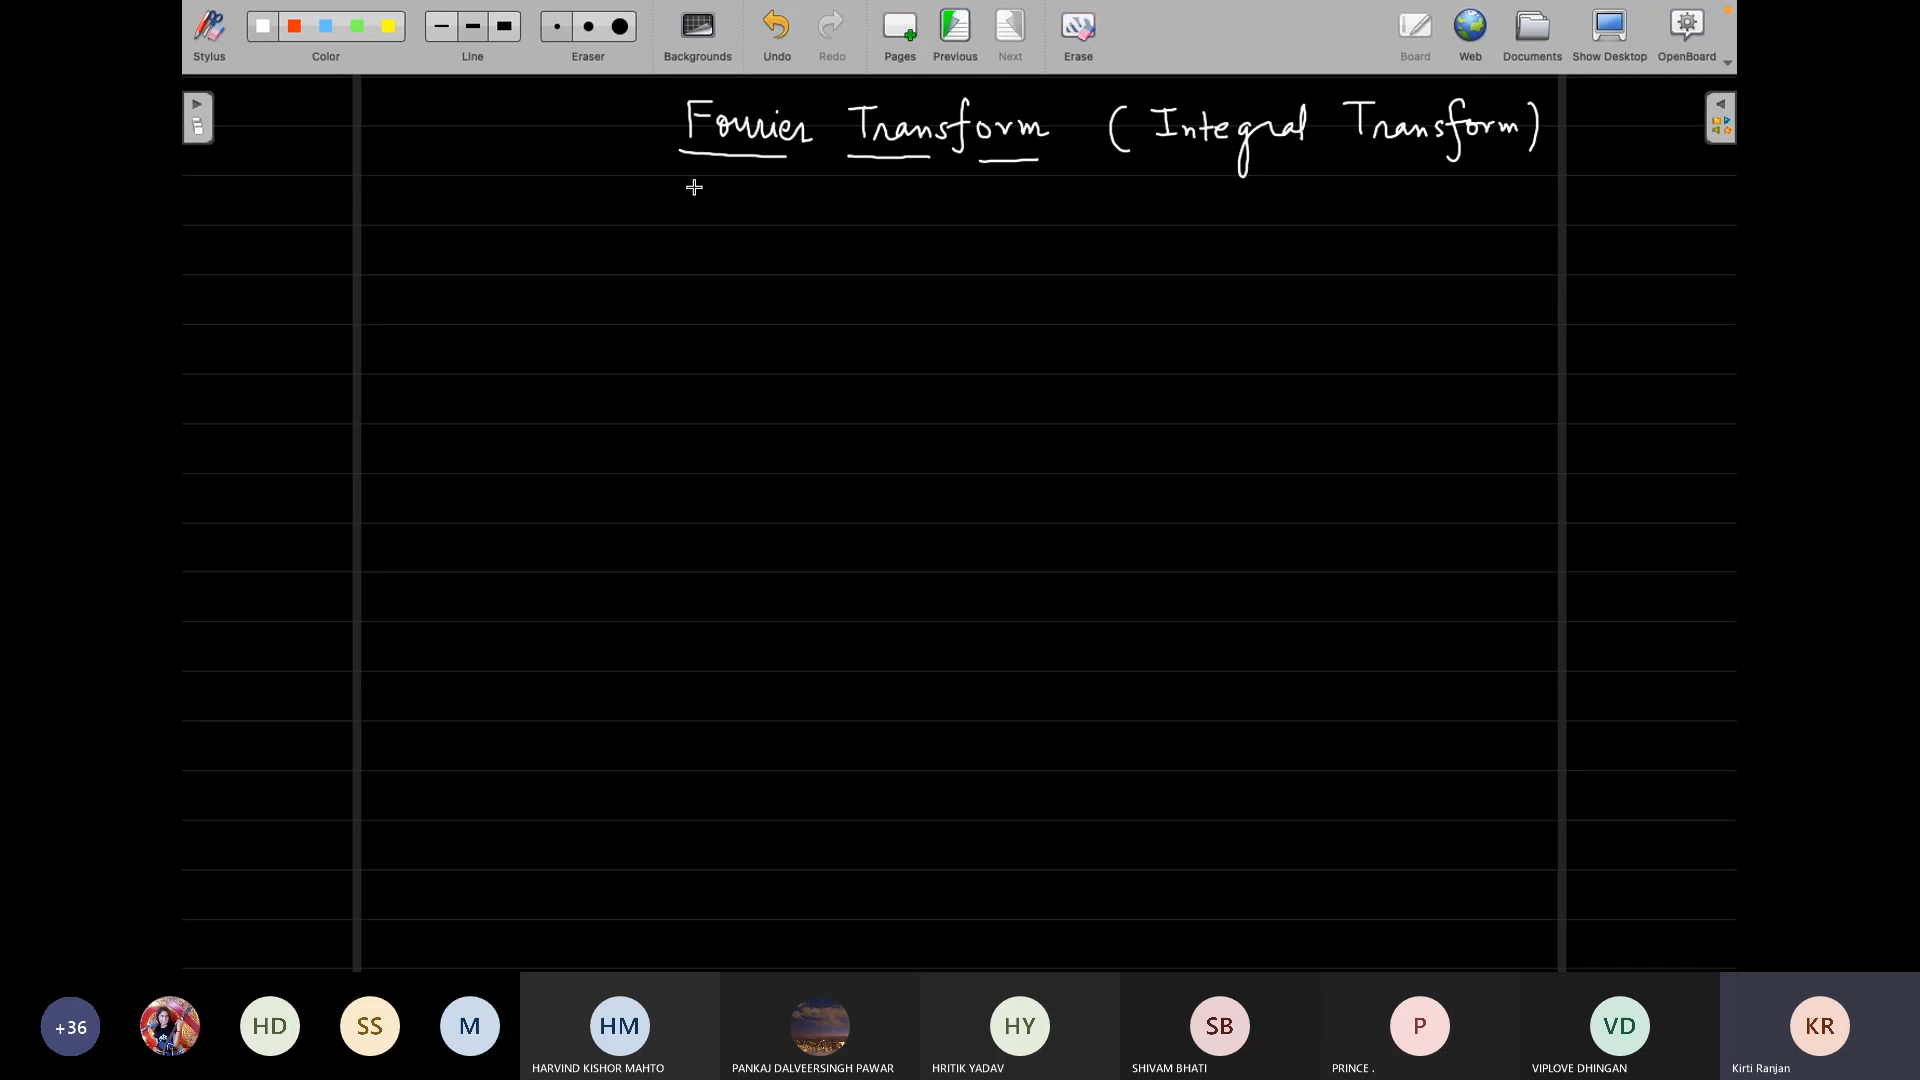 Stylus Color Line Eraser Backgrounds Undo Redo Pages Previous Next Erase Board Web Documents Show Desktop OpenBoard
Fourier Transform ( Integral Transform )
+36 HD SS M HM HY SB P VD KR
HARVIND KISHOR MAHTO PANKAJ DALVEERSINGH PAWAR HRITIK YADAV SHIVAM BHATI PRINCE . VIPLOVE DHINGAN Kirti Ranjan